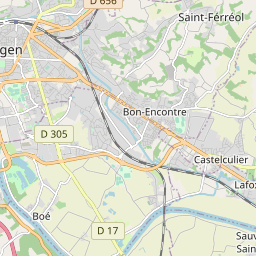 D 656
Saint-Férréol
gen
Bon-Encontre
D 305
Castelculier
Lafox
Boé
D 17
Sauv
Sain